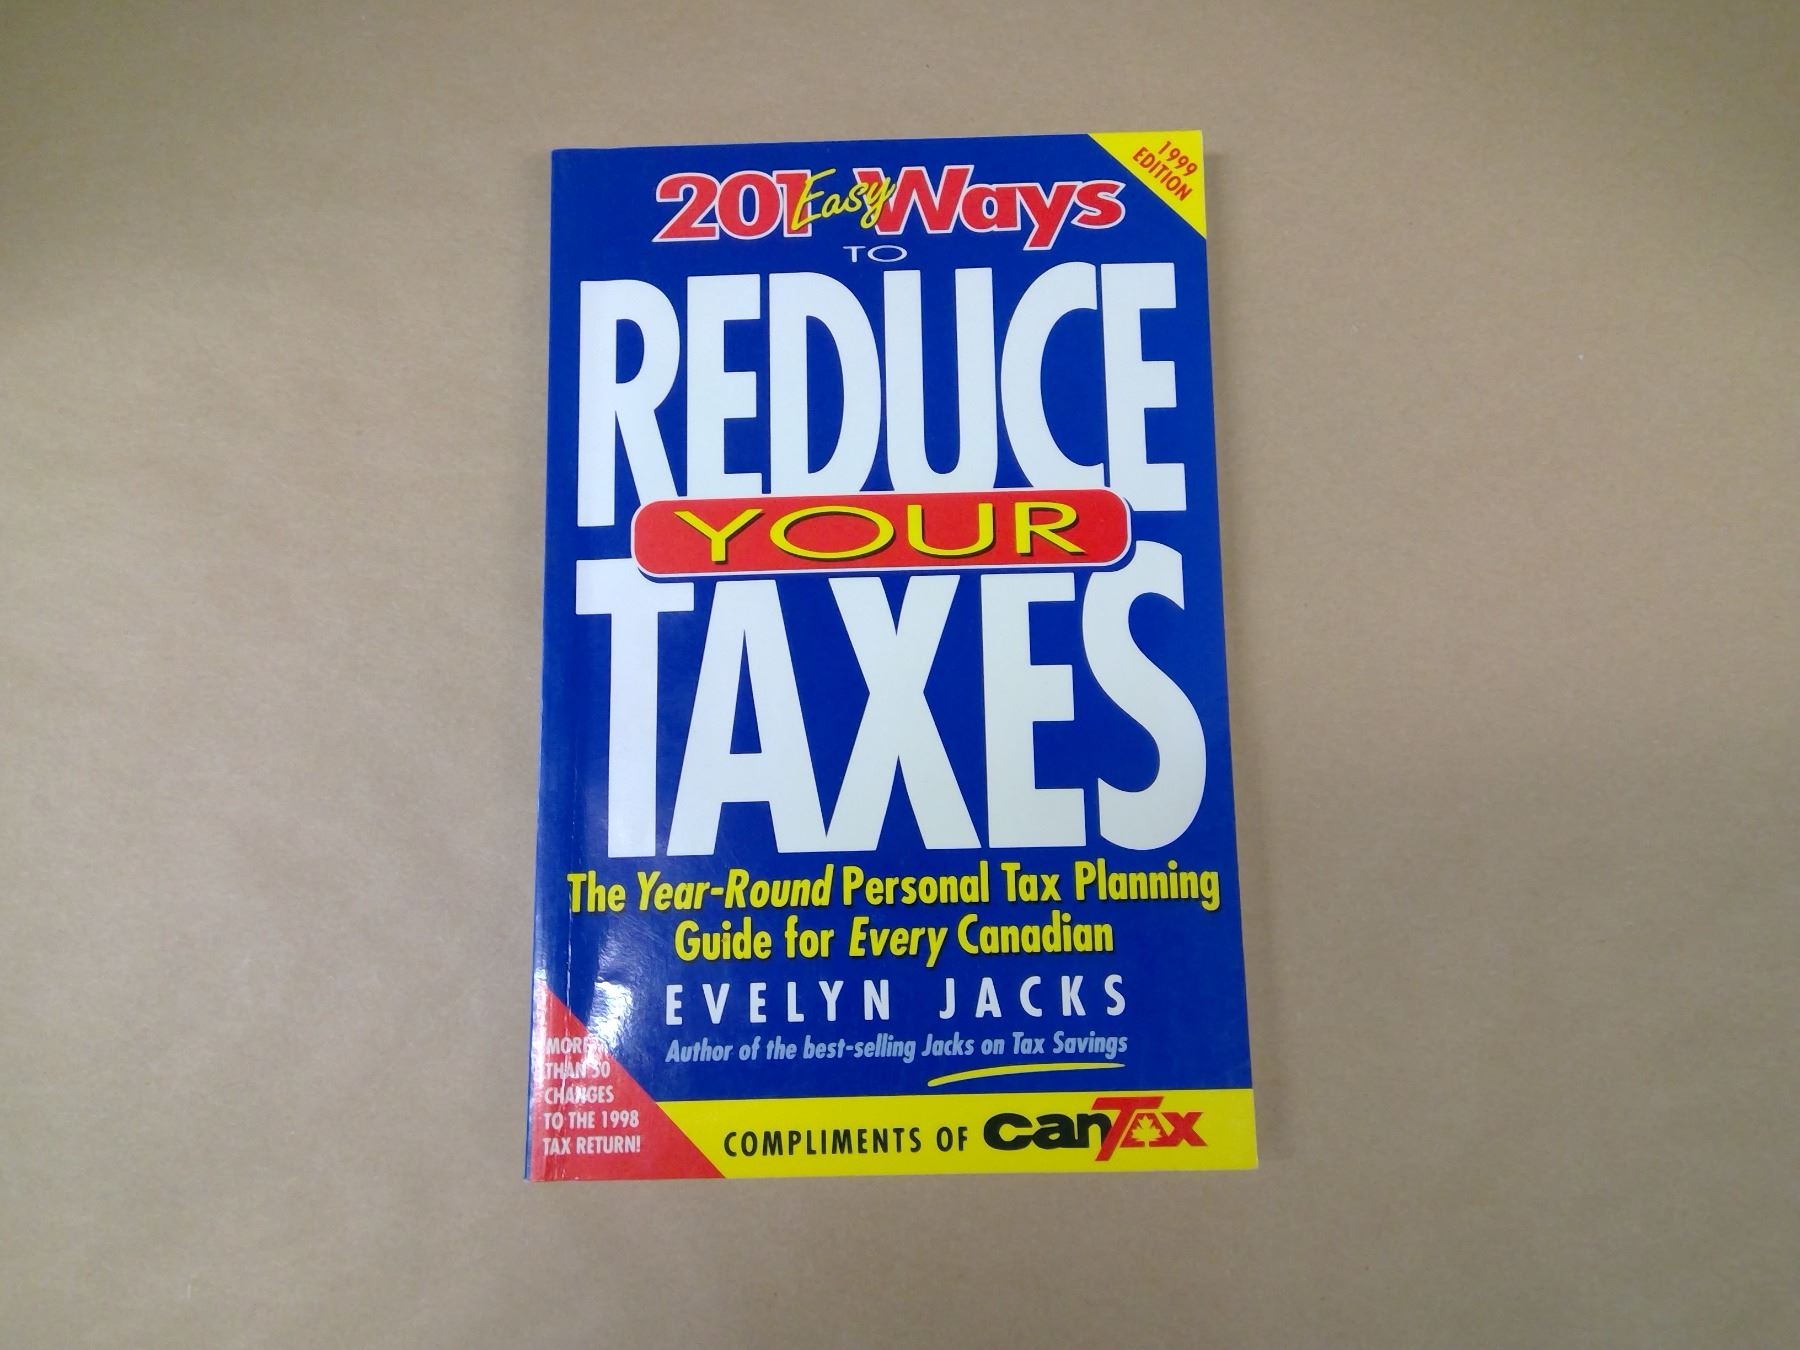 1999
EDITION
201 Easy Ways
TO
REDUCE
YOUR
TAXES
The Year-Round Personal Tax Planning
Guide for Every Canadian
EVELYN JACKS
Author of the best-selling Jacks on Tax Savings
MORE
THAN 50
CHANGES
TO THE 1998
TAX RETURN!
COMPLIMENTS OF canTax